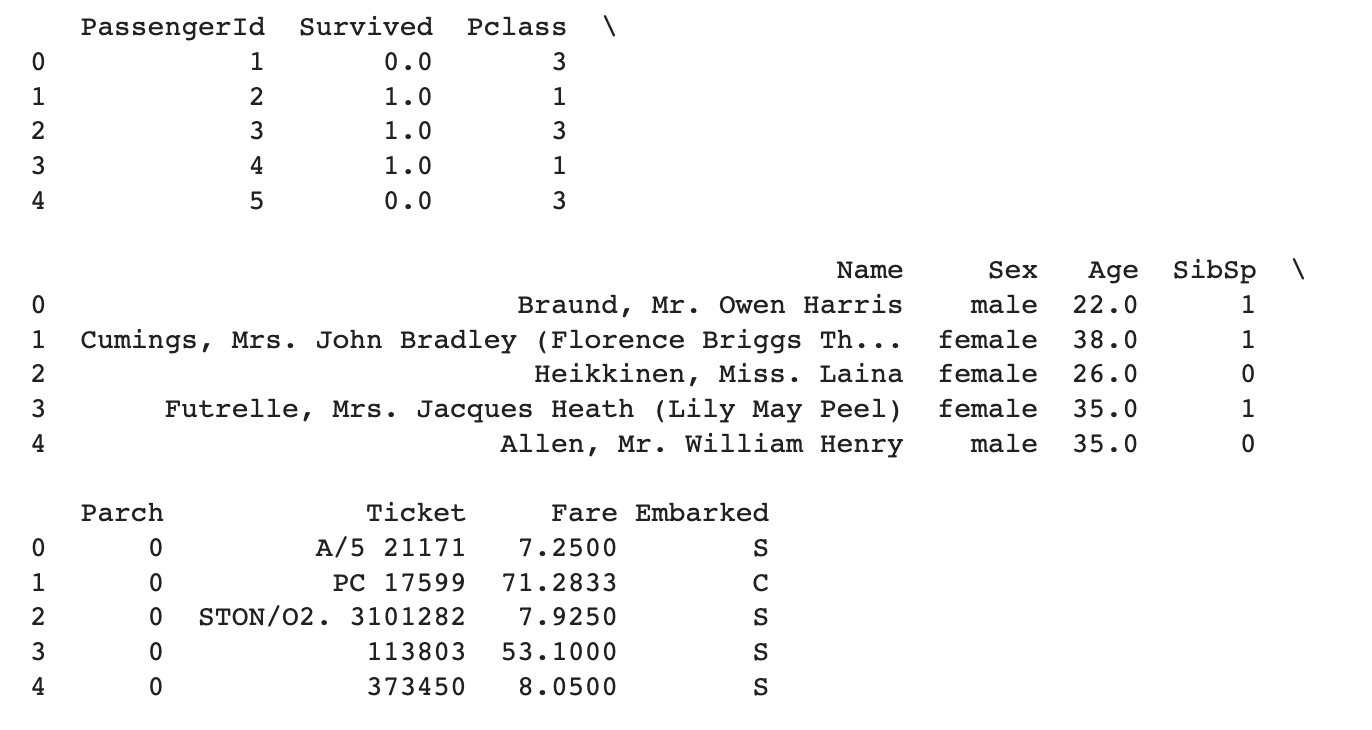 PassengerId  Survived  Pclass  \
0            1       0.0       3
1            2       1.0       1
2            3       1.0       3
3            4       1.0       1
4            5       0.0       3
Name     Sex   Age  SibSp  \
0                            Braund, Mr. Owen Harris    male  22.0      1
1  Cumings, Mrs. John Bradley (Florence Briggs Th...  female  38.0      1
2                             Heikkinen, Miss. Laina  female  26.0      0
3       Futrelle, Mrs. Jacques Heath (Lily May Peel)  female  35.0      1
4                           Allen, Mr. William Henry    male  35.0      0
Parch            Ticket     Fare Embarked
0      0         A/5 21171   7.2500        S
1      0          PC 17599  71.2833        C
2      0  STON/O2. 3101282   7.9250        S
3      0            113803  53.1000        S
4      0            373450   8.0500        S